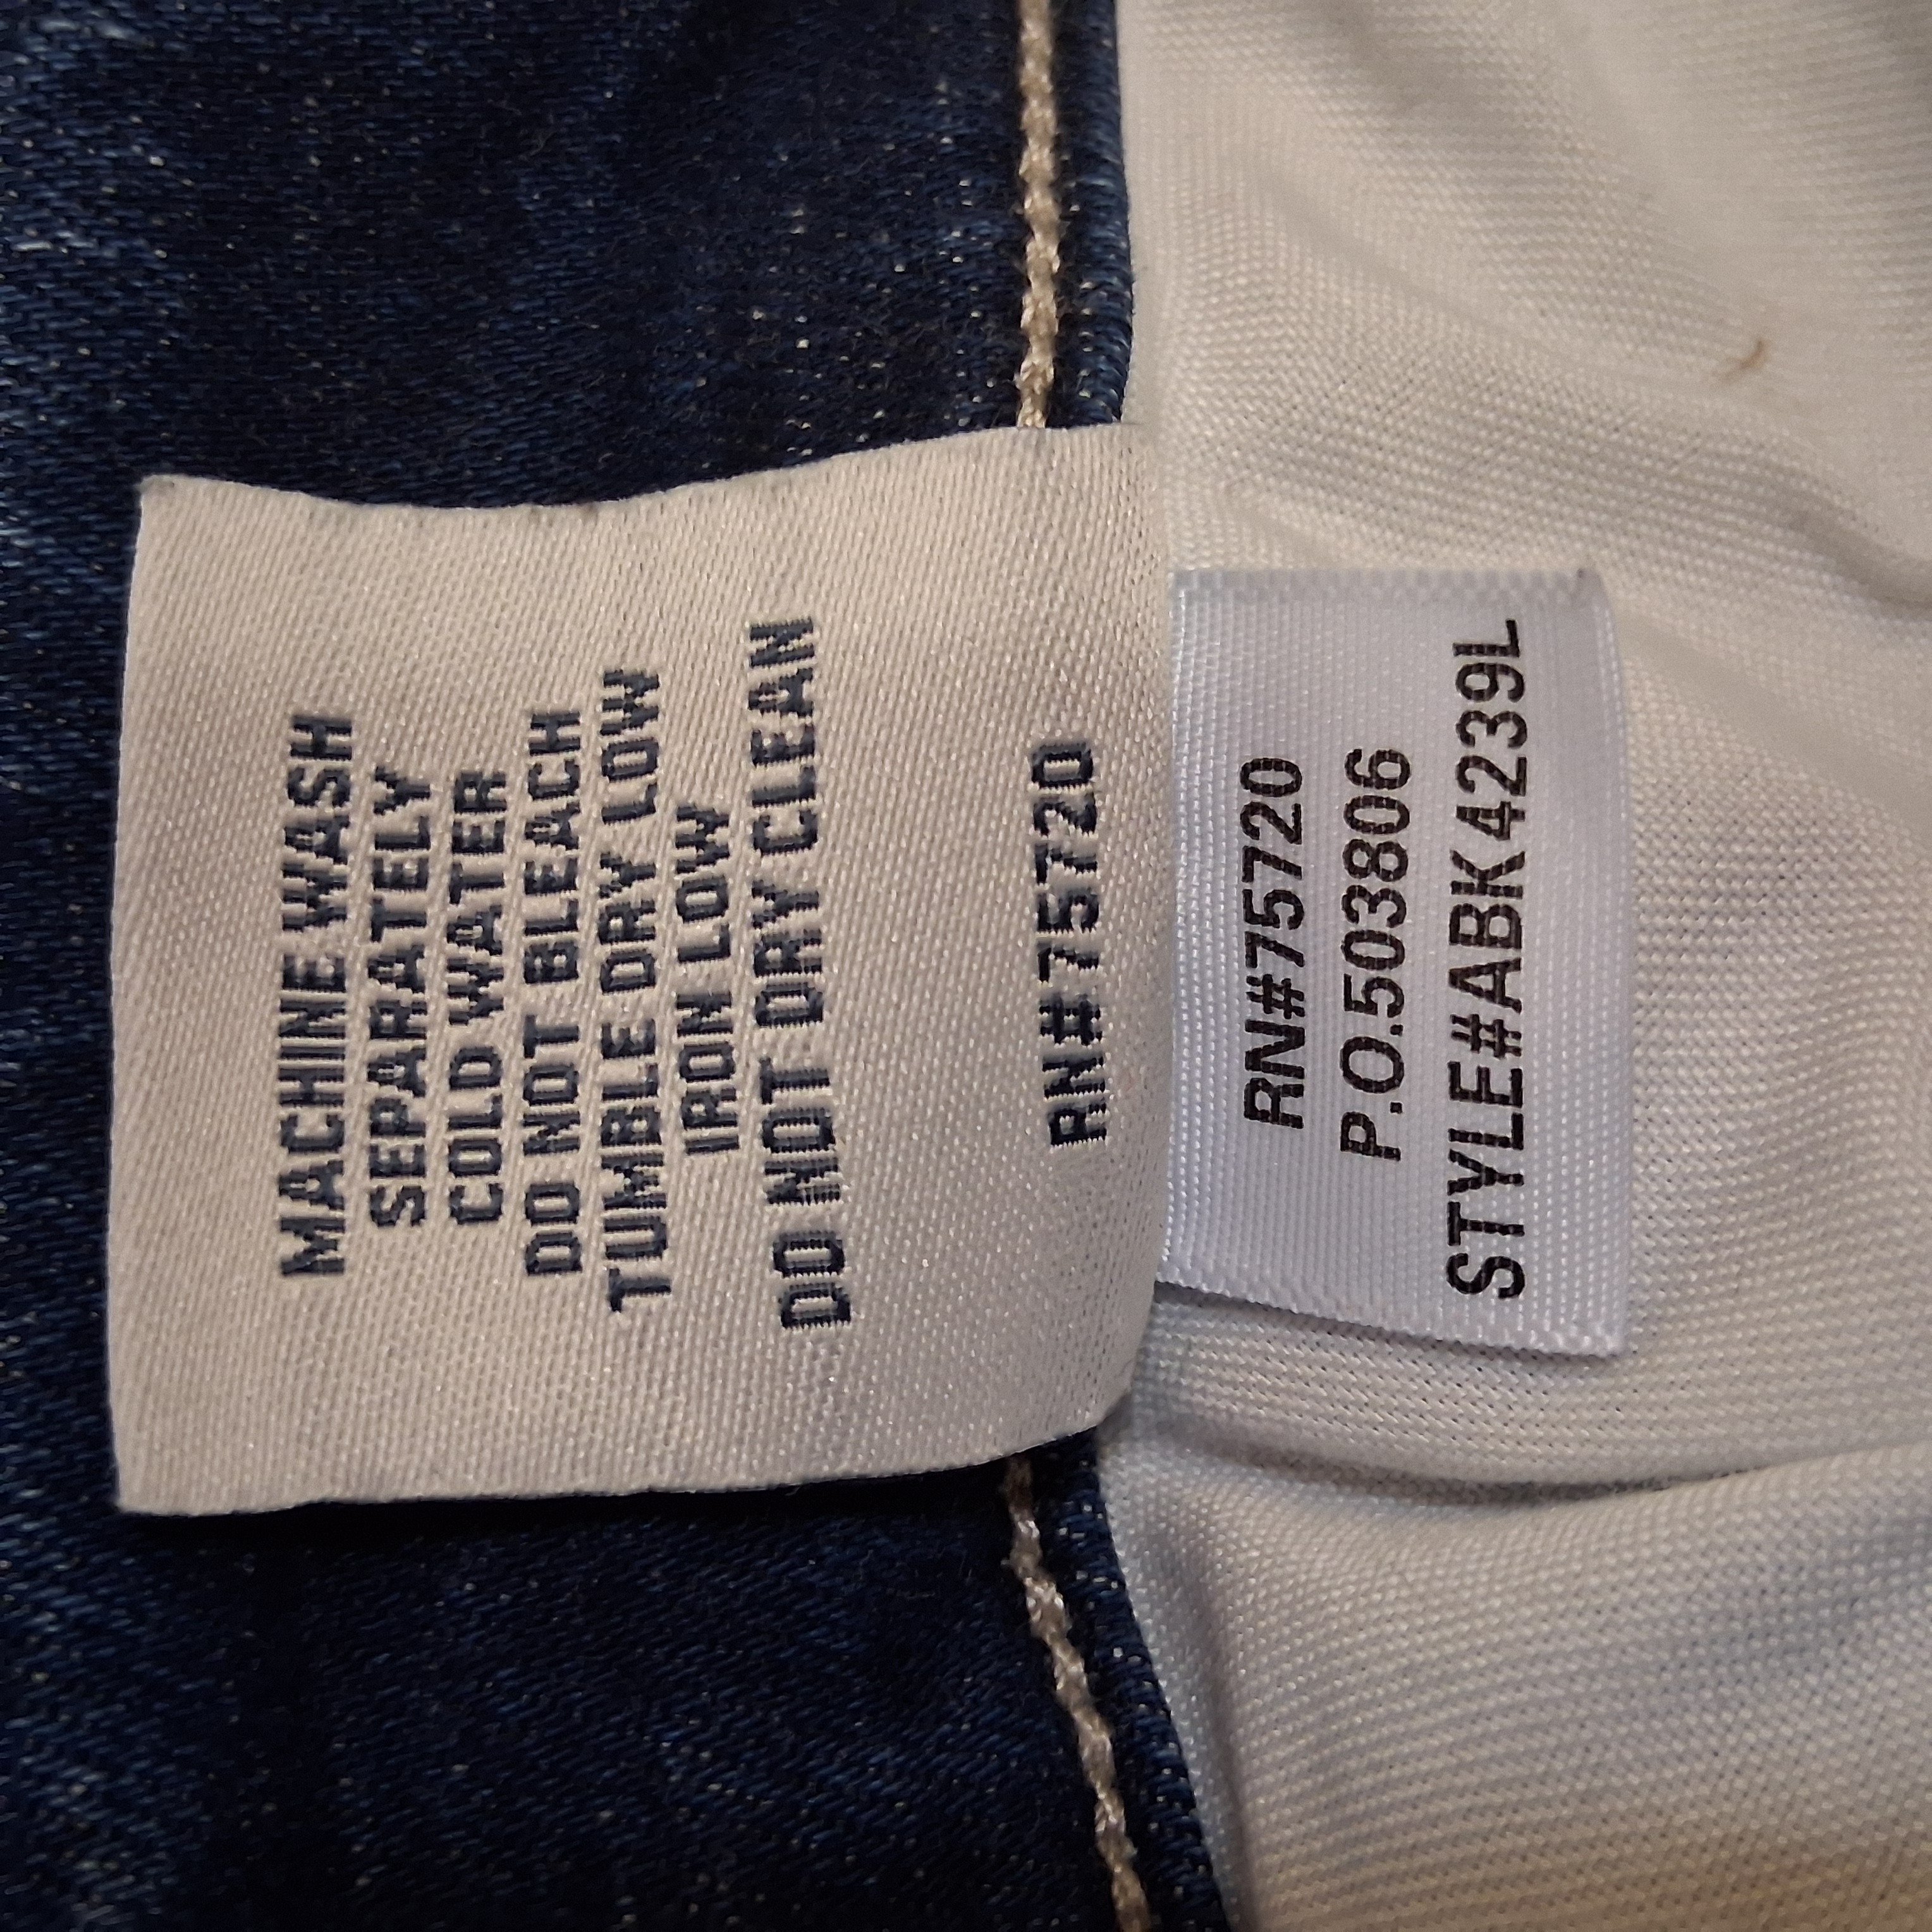 MACHINE WASH
SEPARATELY
COLD WATER
DO NOT BLEACH
TUMBLE DRY LOW
IRON LOW
DO NOT DRY CLEAN
RN#75720
RN#75720
P.O.503806
STYLE#ABK4239L